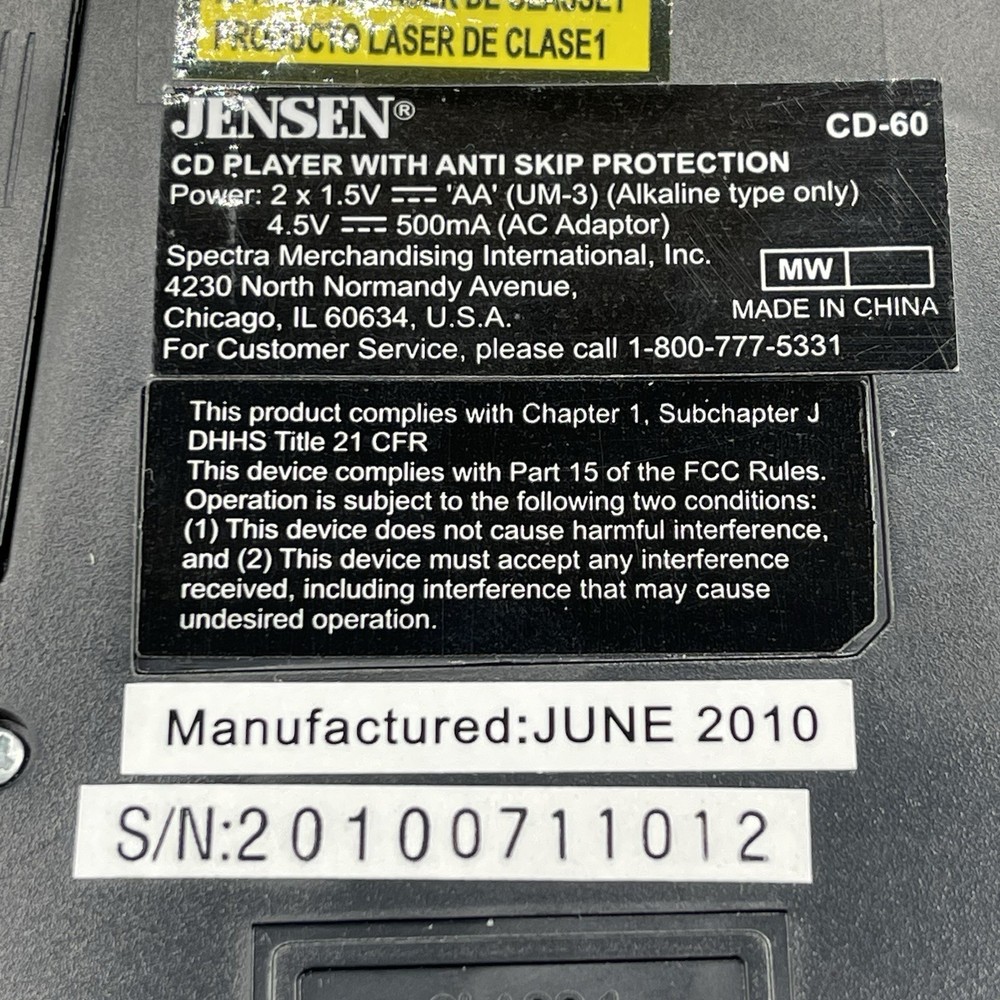 PRODUCTO LASER DE CLASE1
JENSEN® CD-60
CD PLAYER WITH ANTI SKIP PROTECTION
Power: 2 x 1.5V ⎓ 'AA' (UM-3) (Alkaline type only)
4.5V ⎓ 500mA (AC Adaptor)
Spectra Merchandising International, Inc.
4230 North Normandy Avenue,
Chicago, IL 60634, U.S.A.
For Customer Service, please call 1-800-777-5331
MW
MADE IN CHINA
This product complies with Chapter 1, Subchapter J
DHHS Title 21 CFR
This device complies with Part 15 of the FCC Rules.
Operation is subject to the following two conditions:
(1) This device does not cause harmful interference,
and (2) This device must accept any interference
received, including interference that may cause
undesired operation.
Manufactured:JUNE 2010
S/N:20100711012